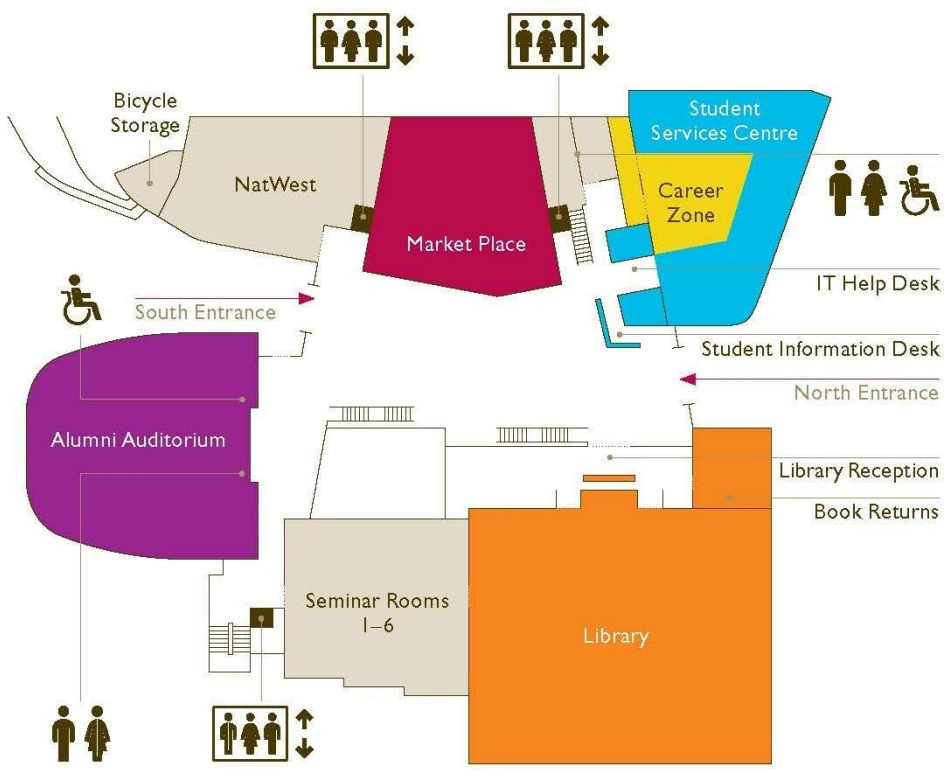 Bicycle
Storage
NatWest
Market Place
Student
Services Centre
Career
Zone
IT Help Desk
South Entrance
Student Information Desk
North Entrance
Alumni Auditorium
Library Reception
Book Returns
Seminar Rooms
1–6
Library